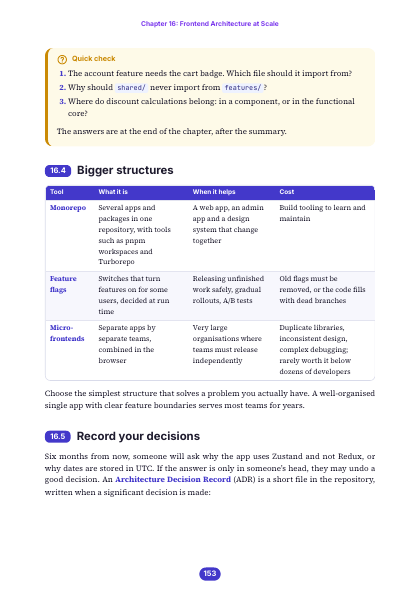 Chapter 16: Frontend Architecture at Scale
Quick check
1. The account feature needs the cart badge. Which file should it import from?
2. Why should shared/ never import from features/?
3. Where do discount calculations belong: in a component, or in the functional
core?
The answers are at the end of the chapter, after the summary.
16.4 Bigger structures
Tool What it is When it helps Cost
Monorepo
Several apps and
packages in one
repository, with tools
such as pnpm
workspaces and
Turborepo
A web app, an admin
app and a design
system that change
together
Build tooling to learn and
maintain
Feature
flags
Switches that turn
features on for some
users, decided at run
time
Releasing unfinished
work safely, gradual
rollouts, A/B tests
Old flags must be
removed, or the code fills
with dead branches
Micro-
frontends
Separate apps by
separate teams,
combined in the
browser
Very large
organisations where
teams must release
independently
Duplicate libraries,
inconsistent design,
complex debugging;
rarely worth it below
dozens of developers
Choose the simplest structure that solves a problem you actually have. A well-organised
single app with clear feature boundaries serves most teams for years.
16.5 Record your decisions
Six months from now, someone will ask why the app uses Zustand and not Redux, or
why dates are stored in UTC. If the answer is only in someone's head, they may undo a
good decision. An Architecture Decision Record (ADR) is a short file in the repository,
written when a significant decision is made:
153